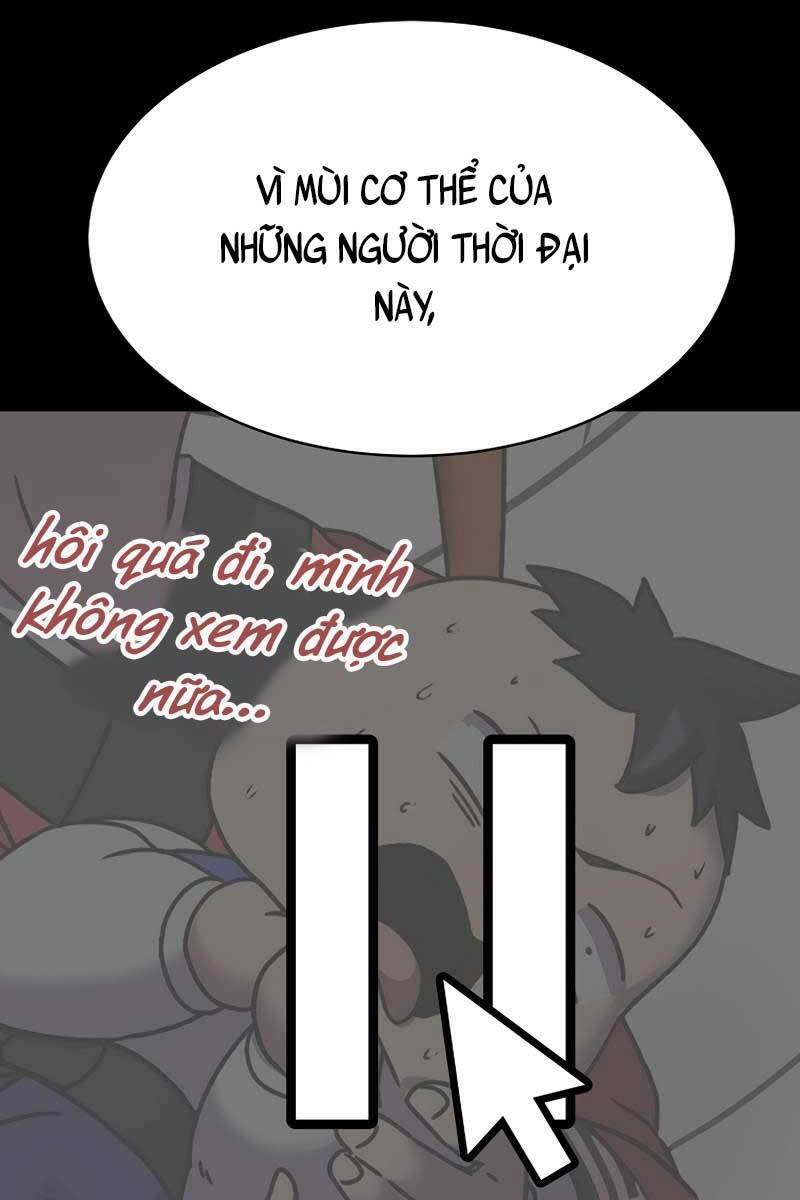 VÌ MÙI CƠ THỂ CỦA
NHỮNG NGƯỜI THỜI ĐẠI
NÀY,
hôi quá đi, mình
không xem được
nữa...